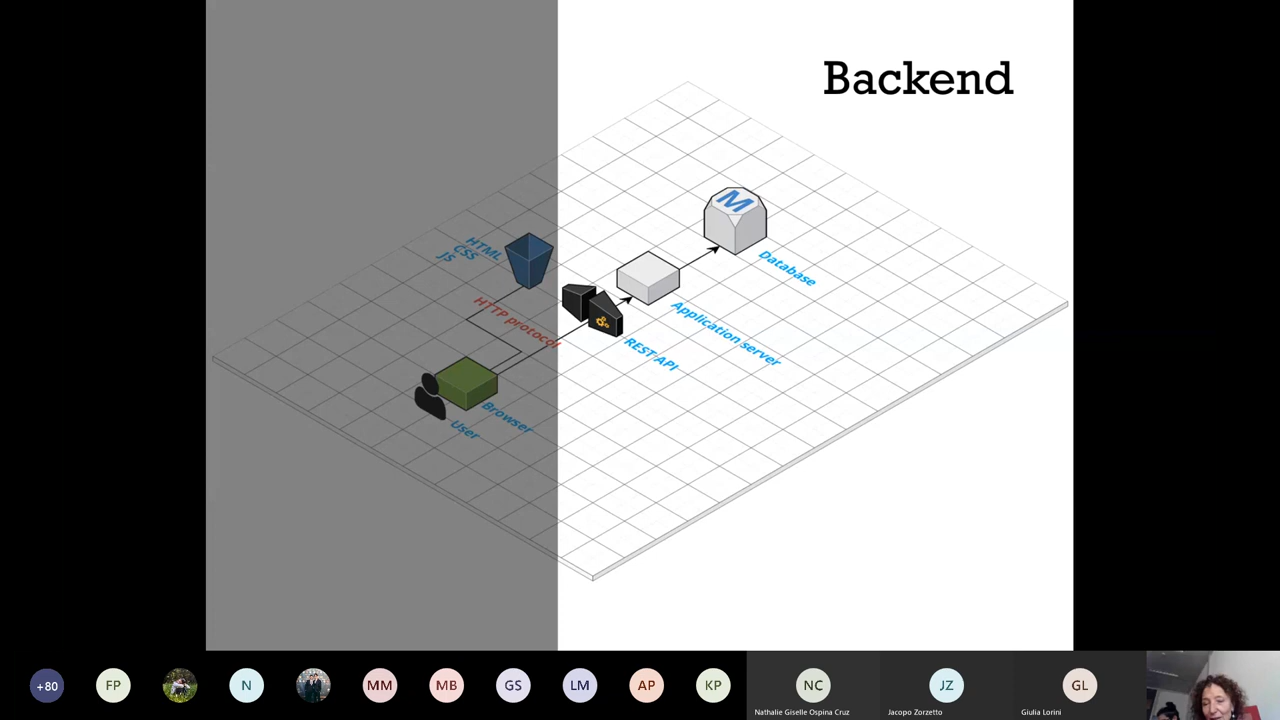 Backend
M
Database
HTML
CSS
JS
HTTP protocol
Application server
REST API
Browser
User
+80
FP
N
MM
MB
GS
LM
AP
KP
NC
JZ
GL
Nathalie Giselle Ospina Cruz
Jacopo Zorzetto
Giulia Lorini